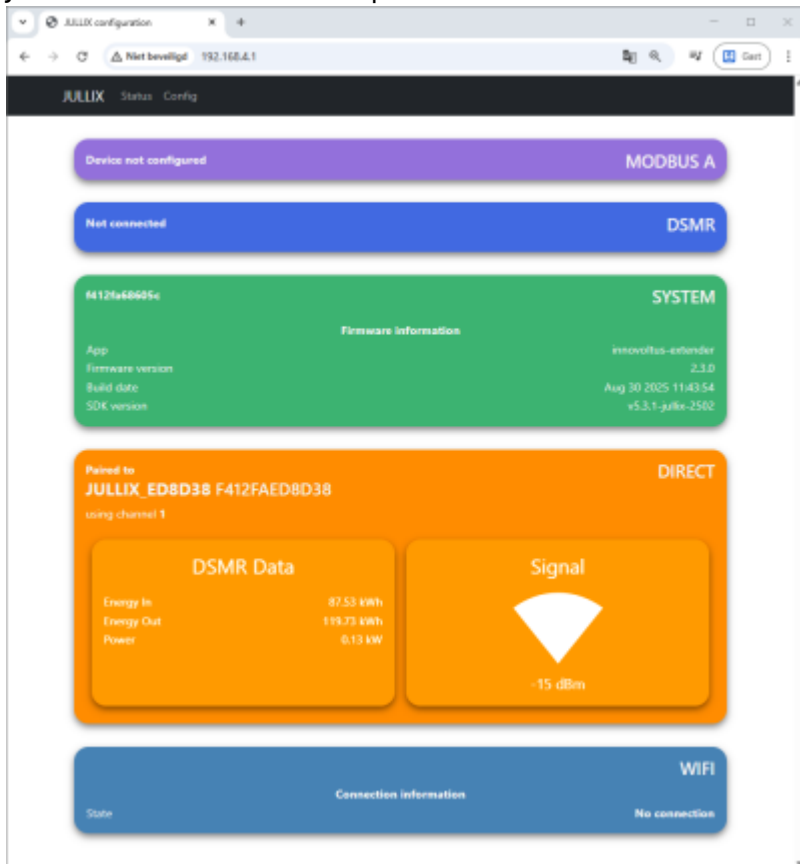 JULLIX configuration
Niet beveiligd 192.168.4.1
Gast
JULLIX Status Config
Device not configured MODBUS A
Not connected DSMR
f412fa68605c SYSTEM
Firmware information
App innovoltus-extender
Firmware version 2.3.0
Build date Aug 30 2025 11:43:54
SDK version v5.3.1-jullix-2502
Paired to DIRECT
JULLIX_ED8D38 F412FAED8D38
using channel 1
DSMR Data
Energy In 87.53 kWh
Energy Out 119.73 kWh
Power 0.13 kW
Signal
-15 dBm
WIFI
Connection information
State No connection